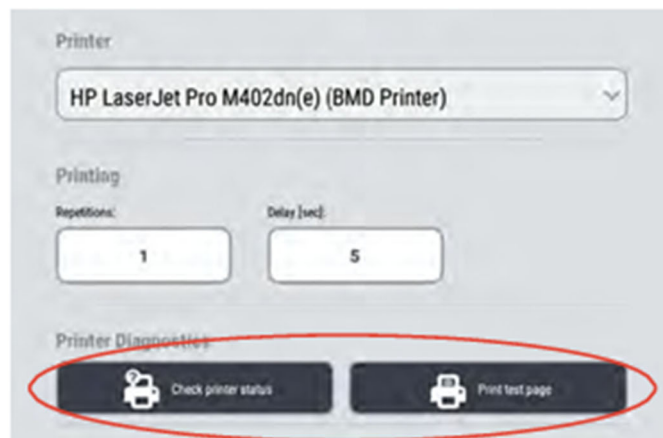 Printer
HP LaserJet Pro M402dn(e) (BMD Printer)
Printing
Repetitions: Delay [sec]:
1 5
Printer Diagnostics
Check printer status Print test page